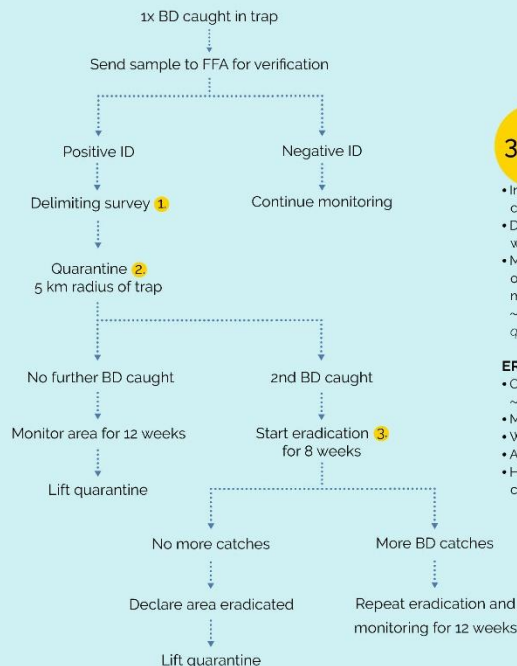 1x BD caught in trap
Send sample to FFA for verification
Positive ID
Negative ID
Delimiting survey 1.
Continue monitoring
Quarantine 2.
5 km radius of trap
No further BD caught
2nd BD caught
Monitor area for 12 weeks
Start eradication 3.
for 8 weeks
Lift quarantine
No more catches
More BD catches
Declare area eradicated
Repeat eradication and
monitoring for 12 weeks
Lift quarantine
3